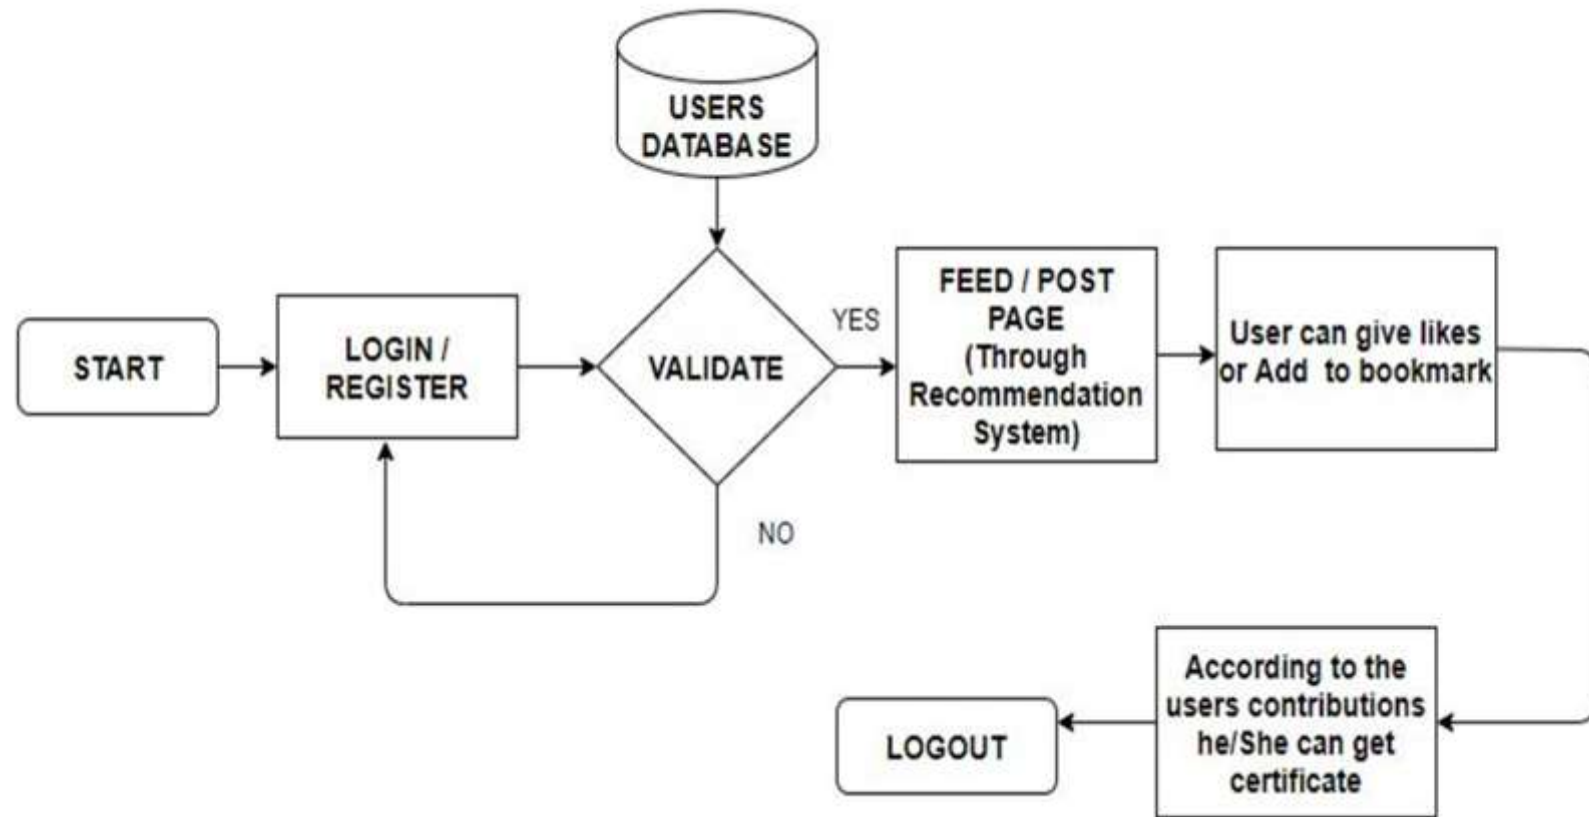 USERS
DATABASE
START
LOGIN /
REGISTER
VALIDATE
YES
NO
FEED / POST
PAGE
(Through
Recommendation
System)
User can give likes
or Add to bookmark
According to the
users contributions
he/She can get
certificate
LOGOUT